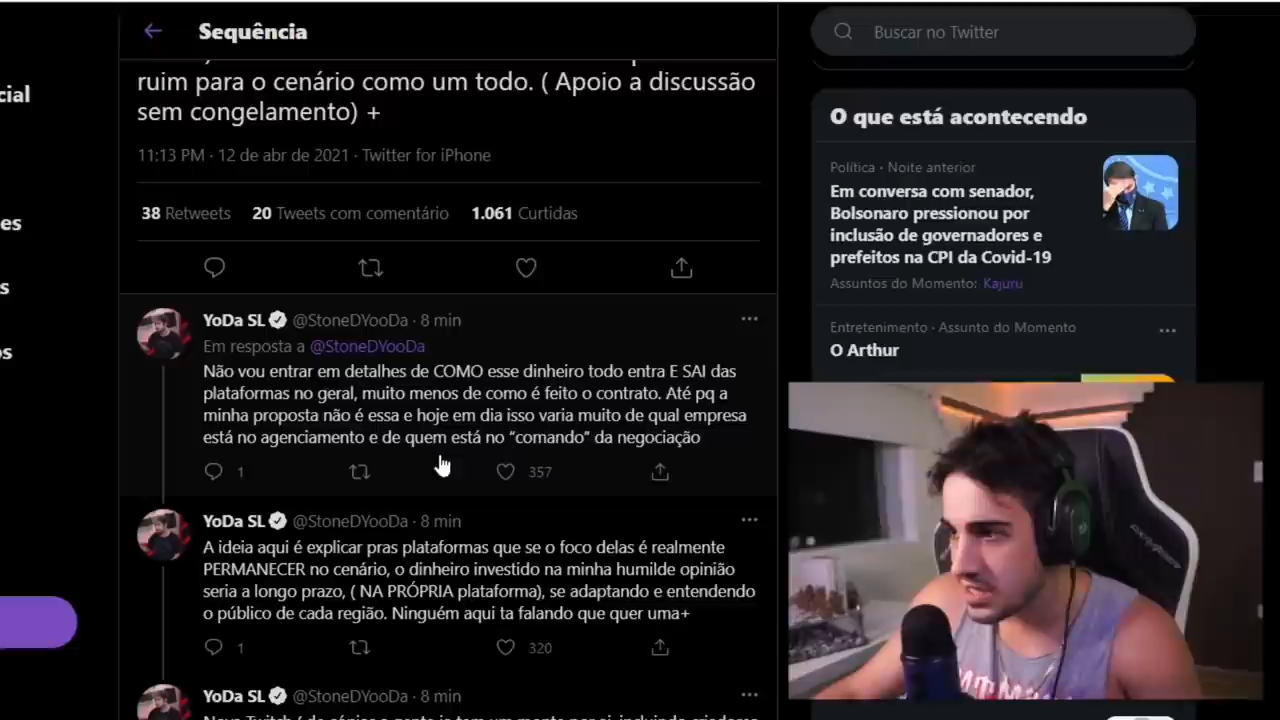 Sequência
ruim para o cenário como um todo. ( Apoio a discussão
sem congelamento) +
11:13 PM · 12 de abr de 2021 · Twitter for iPhone
38 Retweets 20 Tweets com comentário 1.061 Curtidas
YoDa SL @StoneDYooDa · 8 min
Em resposta a @StoneDYooDa
Não vou entrar em detalhes de COMO esse dinheiro todo entra E SAI das
plataformas no geral, muito menos de como é feito o contrato. Até pq a
minha proposta não é essa e hoje em dia isso varia muito de qual empresa
está no agenciamento e de quem está no “comando” da negociação
1 357
YoDa SL @StoneDYooDa · 8 min
A ideia aqui é explicar pras plataformas que se o foco delas é realmente
PERMANECER no cenário, o dinheiro investido na minha humilde opinião
seria a longo prazo, ( NA PRÓPRIA plataforma), se adaptando e entendendo
o público de cada região. Ninguém aqui ta falando que quer uma+
1 320
YoDa SL @StoneDYooDa · 8 min
cial
es
s
os
Buscar no Twitter
O que está acontecendo
Política · Noite anterior
Em conversa com senador,
Bolsonaro pressionou por
inclusão de governadores e
prefeitos na CPI da Covid-19
Assuntos do Momento: Kajuru
Entretenimento · Assunto do Momento
O Arthur